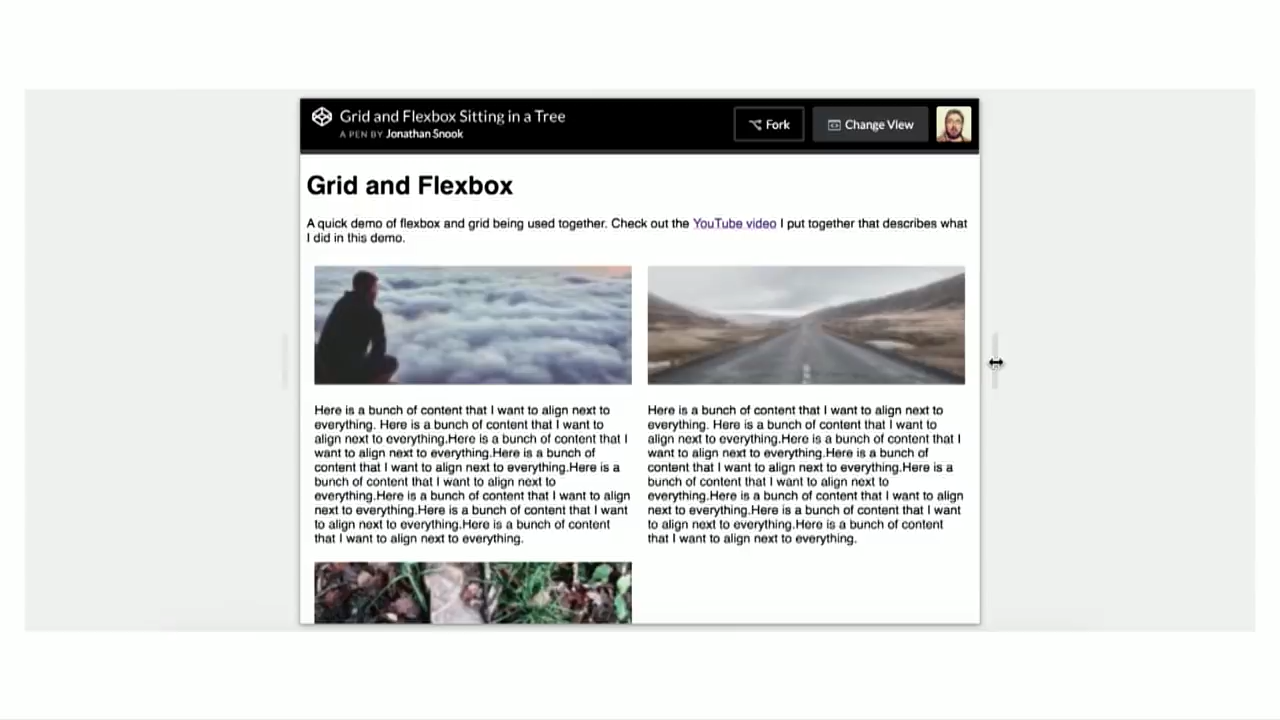 Grid and Flexbox Sitting in a Tree
A PEN BY Jonathan Snook
Fork
Change View
Grid and Flexbox
A quick demo of flexbox and grid being used together. Check out the YouTube video I put together that describes what
I did in this demo.
Here is a bunch of content that I want to align next to
everything. Here is a bunch of content that I want to
align next to everything.Here is a bunch of content that I
want to align next to everything.Here is a bunch of
content that I want to align next to everything.Here is a
bunch of content that I want to align next to
everything.Here is a bunch of content that I want to align
next to everything.Here is a bunch of content that I want
to align next to everything.Here is a bunch of content
that I want to align next to everything.
Here is a bunch of content that I want to align next to
everything. Here is a bunch of content that I want to
align next to everything.Here is a bunch of content that I
want to align next to everything.Here is a bunch of
content that I want to align next to everything.Here is a
bunch of content that I want to align next to
everything.Here is a bunch of content that I want to align
next to everything.Here is a bunch of content that I want
to align next to everything.Here is a bunch of content
that I want to align next to everything.